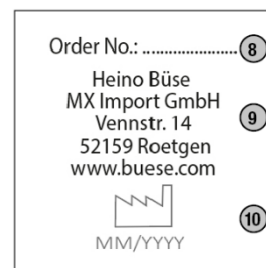 Order No.: ...................... 8
Heino Büse
MX Import GmbH 9
Vennstr. 14
52159 Roetgen
www.buese.com
10
MM/YYYY